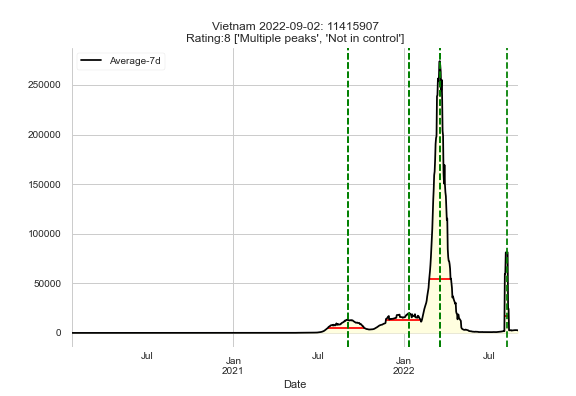 Vietnam 2022-09-02: 11415907
Rating:8 ['Multiple peaks', 'Not in control']
Average-7d
250000
200000
150000
100000
50000
0
Jul
Jan
2021
Jul
Jan
2022
Jul
Date